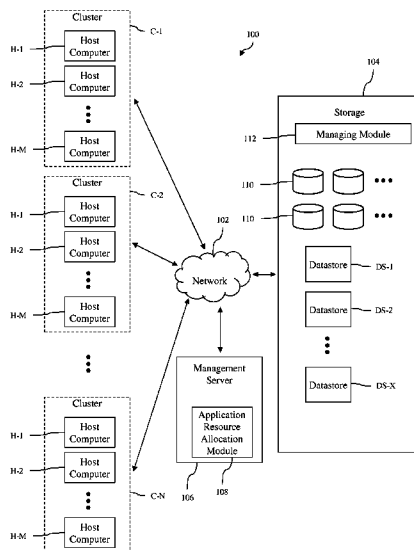 100
Cluster
C-1
H-1
Host
Computer
H-2
Host
Computer
H-M
Host
Computer
Cluster
C-2
H-1
Host
Computer
H-2
Host
Computer
H-M
Host
Computer
Cluster
C-N
H-1
Host
Computer
H-2
Host
Computer
H-M
Host
Computer
102
Network
Management
Server
Application
Resource
Allocation
Module
106
108
104
Storage
112
Managing Module
110
110
Datastore
DS-1
Datastore
DS-2
Datastore
DS-X